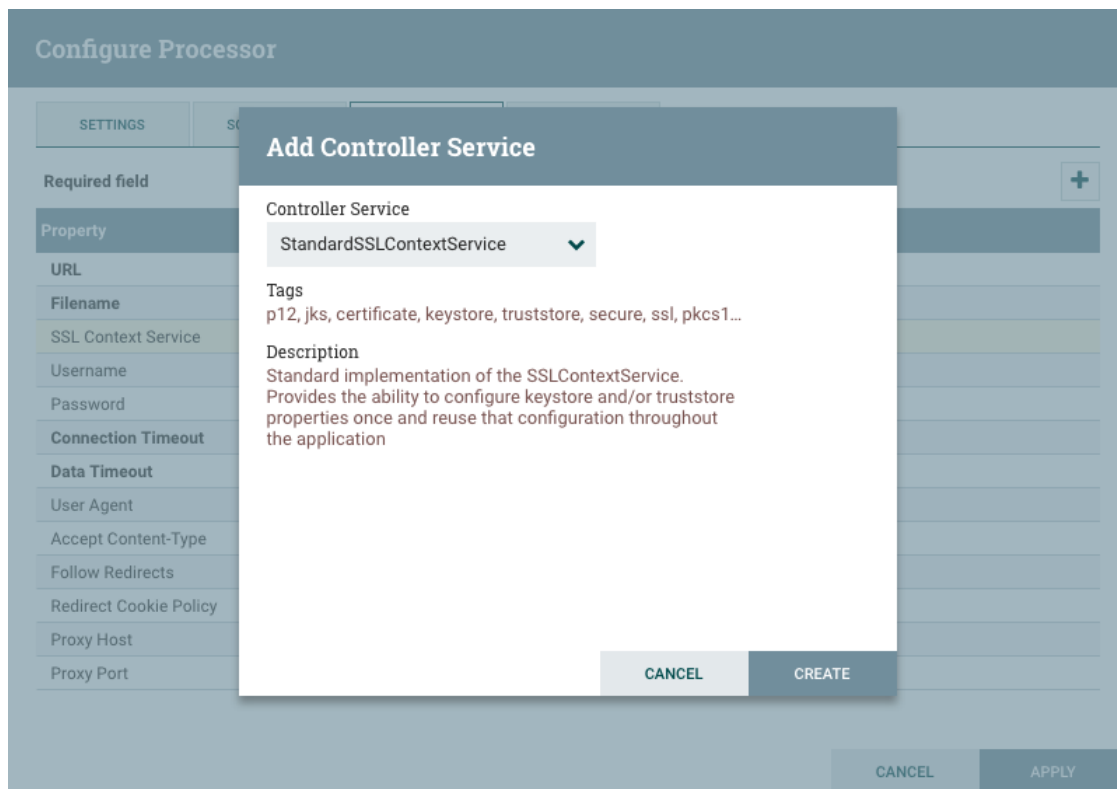 Configure Processor
SETTINGS
Required field
Property
URL
Filename
SSL Context Service
Username
Password
Connection Timeout
Data Timeout
User Agent
Accept Content-Type
Follow Redirects
Redirect Cookie Policy
Proxy Host
Proxy Port
Add Controller Service
Controller Service
StandardSSLContextService
Tags
p12, jks, certificate, keystore, truststore, secure, ssl, pkcs1...
Description
Standard implementation of the SSLContextService.
Provides the ability to configure keystore and/or truststore
properties once and reuse that configuration throughout
the application
CANCEL
CREATE
CANCEL
APPLY